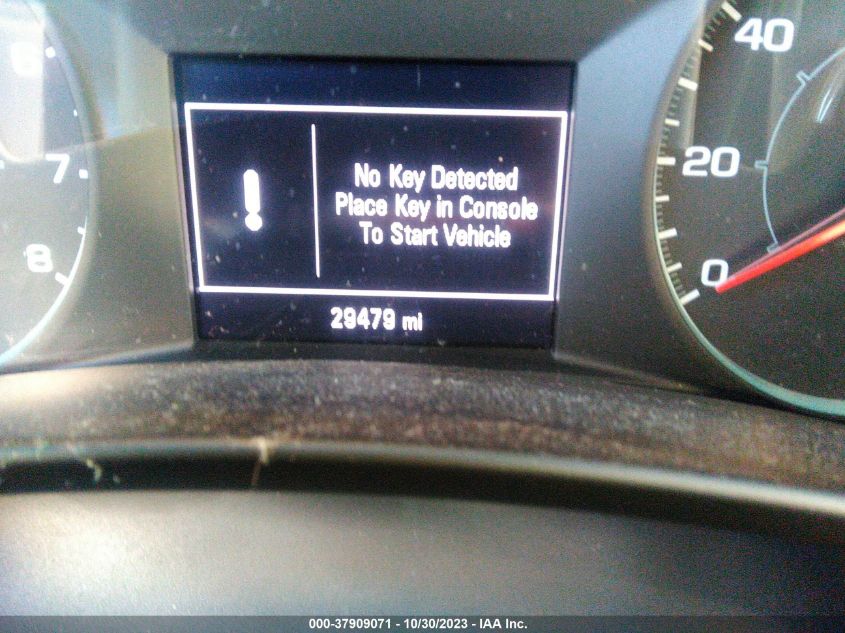 6
7
8
40
20
0
No Key Detected
Place Key in Console
To Start Vehicle
29479 mi
000-37909071 - 10/30/2023 - IAA Inc.